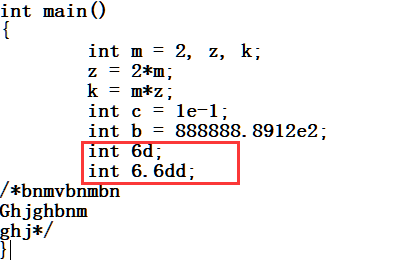 int main()
{
int m = 2, z, k;
z = 2*m;
k = m*z;
int c = 1e-1;
int b = 888888.8912e2;
int 6d;
int 6.6dd;
/*bnmvbnmbn
Ghjghbnm
ghj*/
}